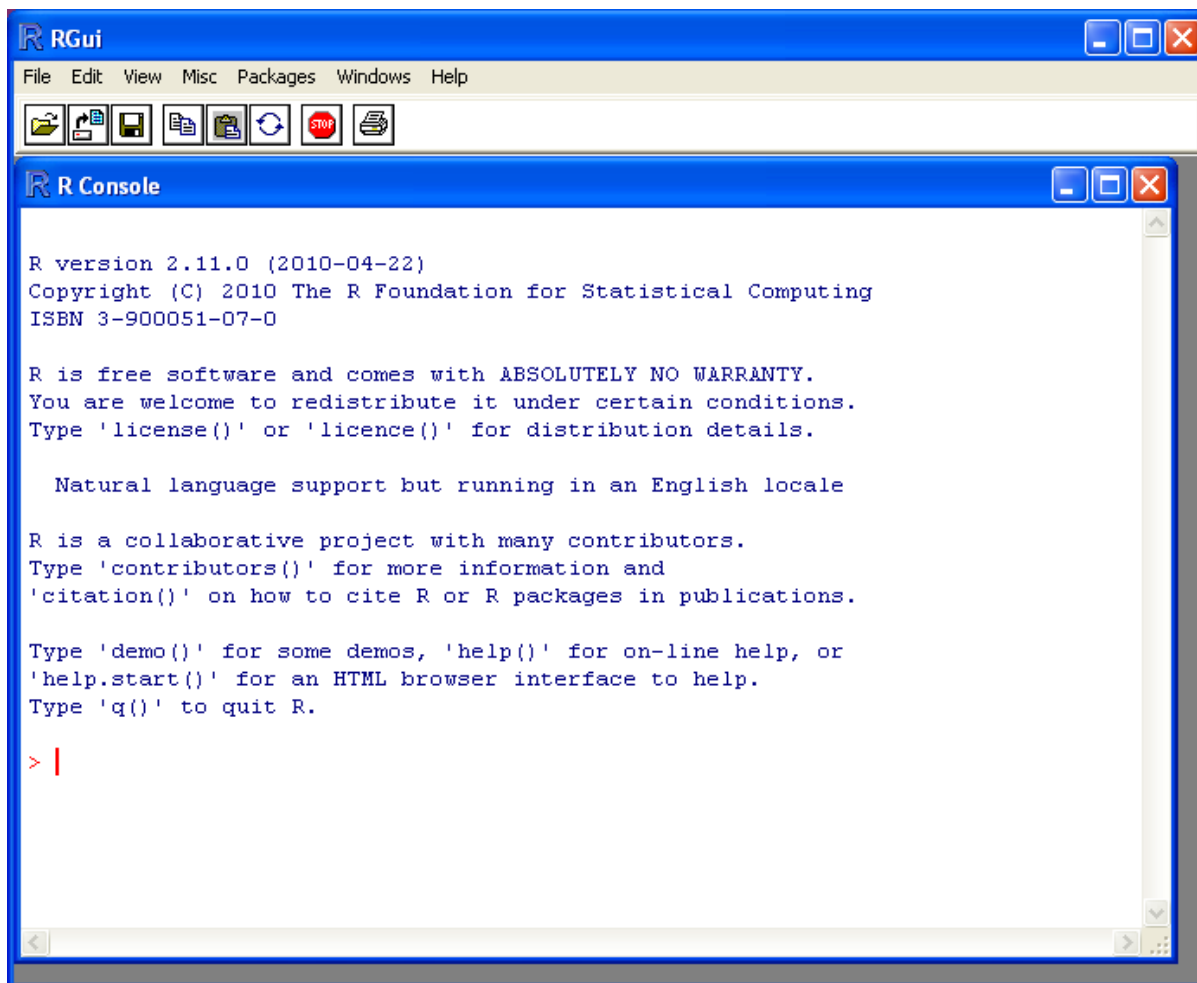 RGui
File Edit View Misc Packages Windows Help
STOP
R Console
R version 2.11.0 (2010-04-22)
Copyright (C) 2010 The R Foundation for Statistical Computing
ISBN 3-900051-07-0
R is free software and comes with ABSOLUTELY NO WARRANTY.
You are welcome to redistribute it under certain conditions.
Type 'license()' or 'licence()' for distribution details.
Natural language support but running in an English locale
R is a collaborative project with many contributors.
Type 'contributors()' for more information and
'citation()' on how to cite R or R packages in publications.
Type 'demo()' for some demos, 'help()' for on-line help, or
'help.start()' for an HTML browser interface to help.
Type 'q()' to quit R.
>